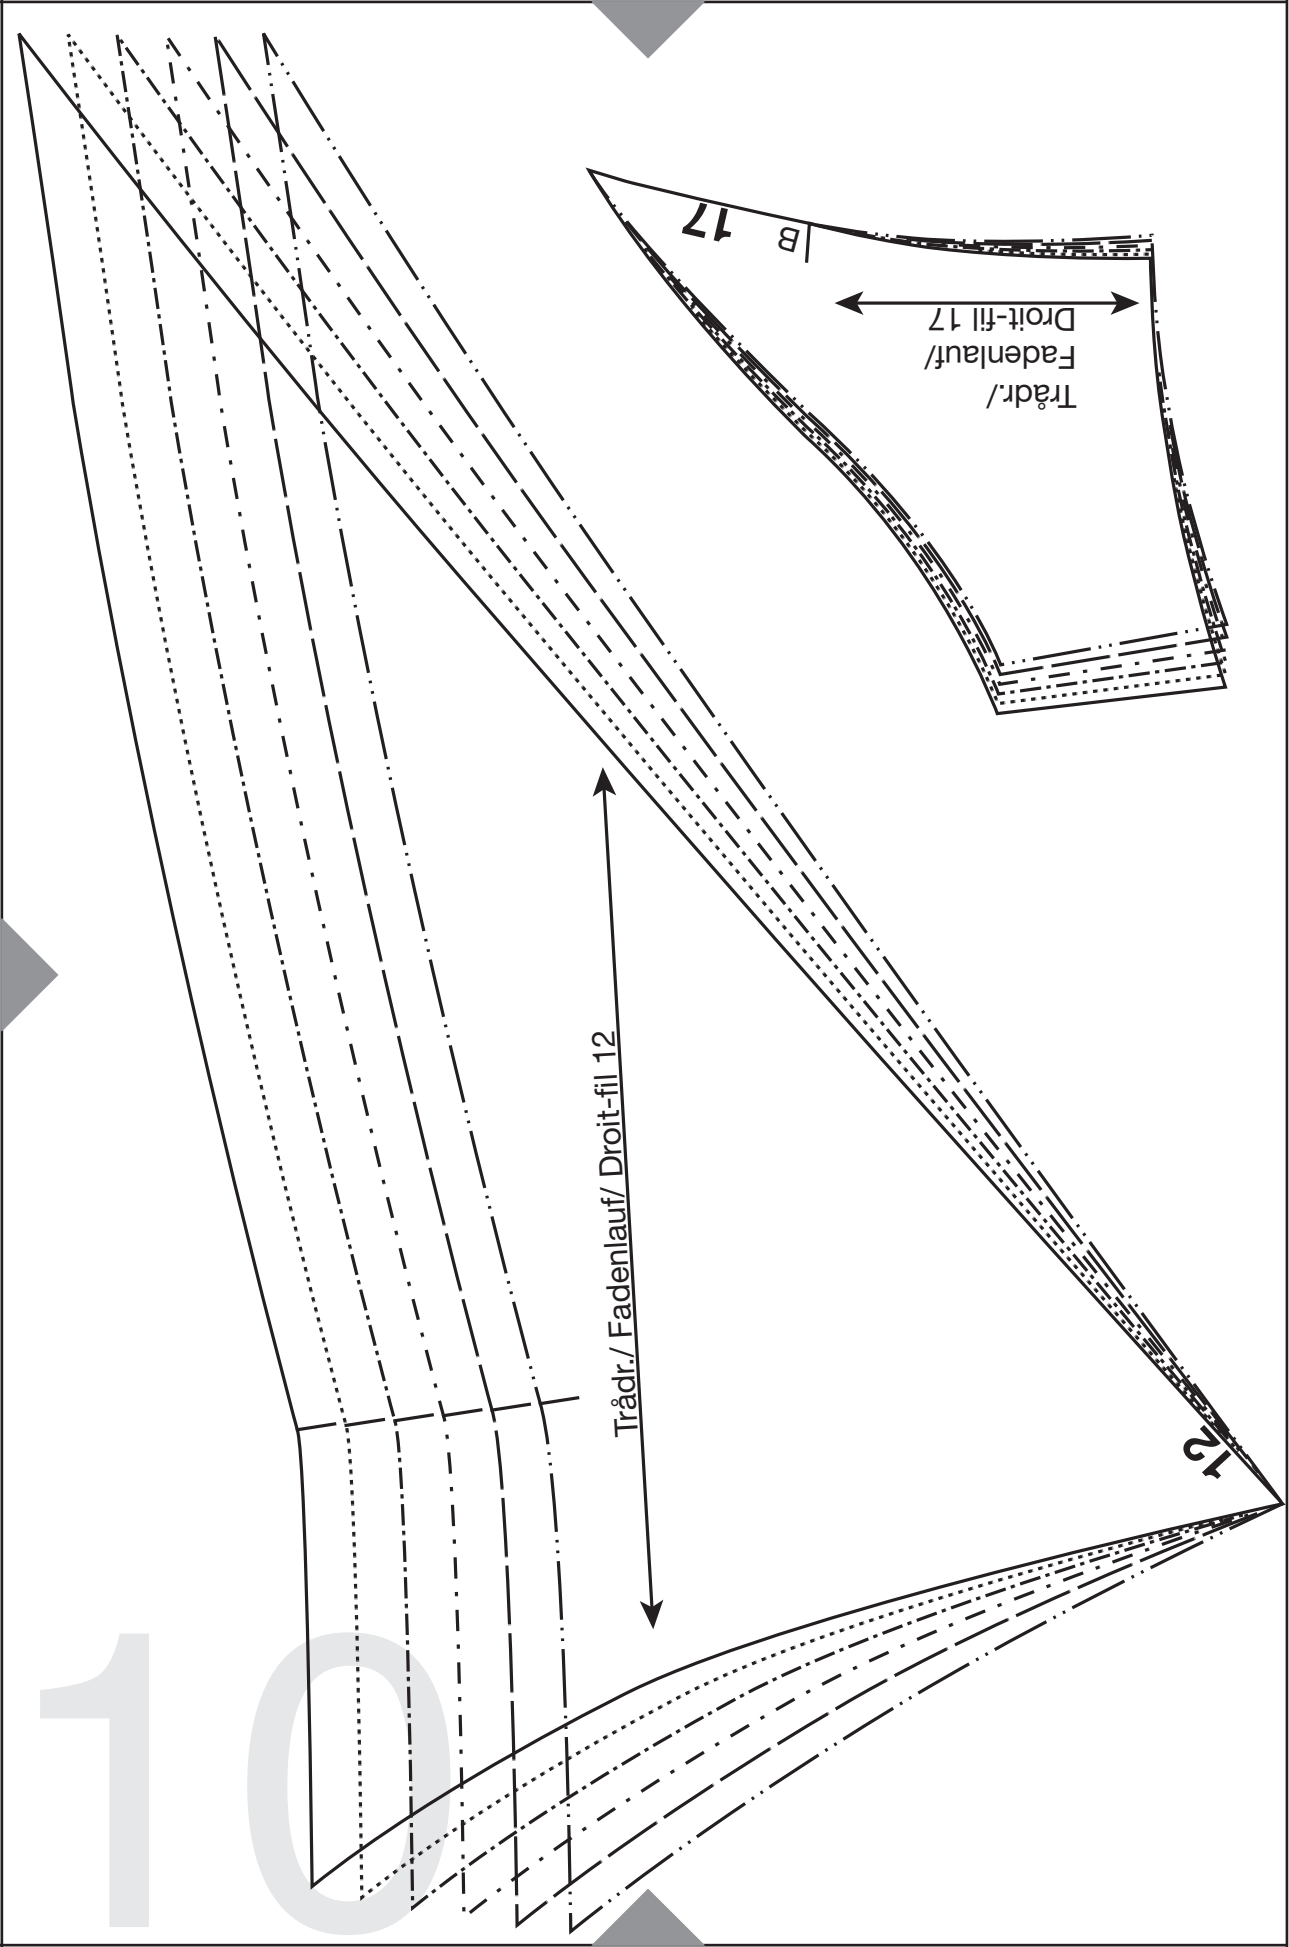 17
B
Trådr./
Fadenlauf/
Droit-fil 17
Trådr./ Fadenlauf/ Droit-fil 12
12
10